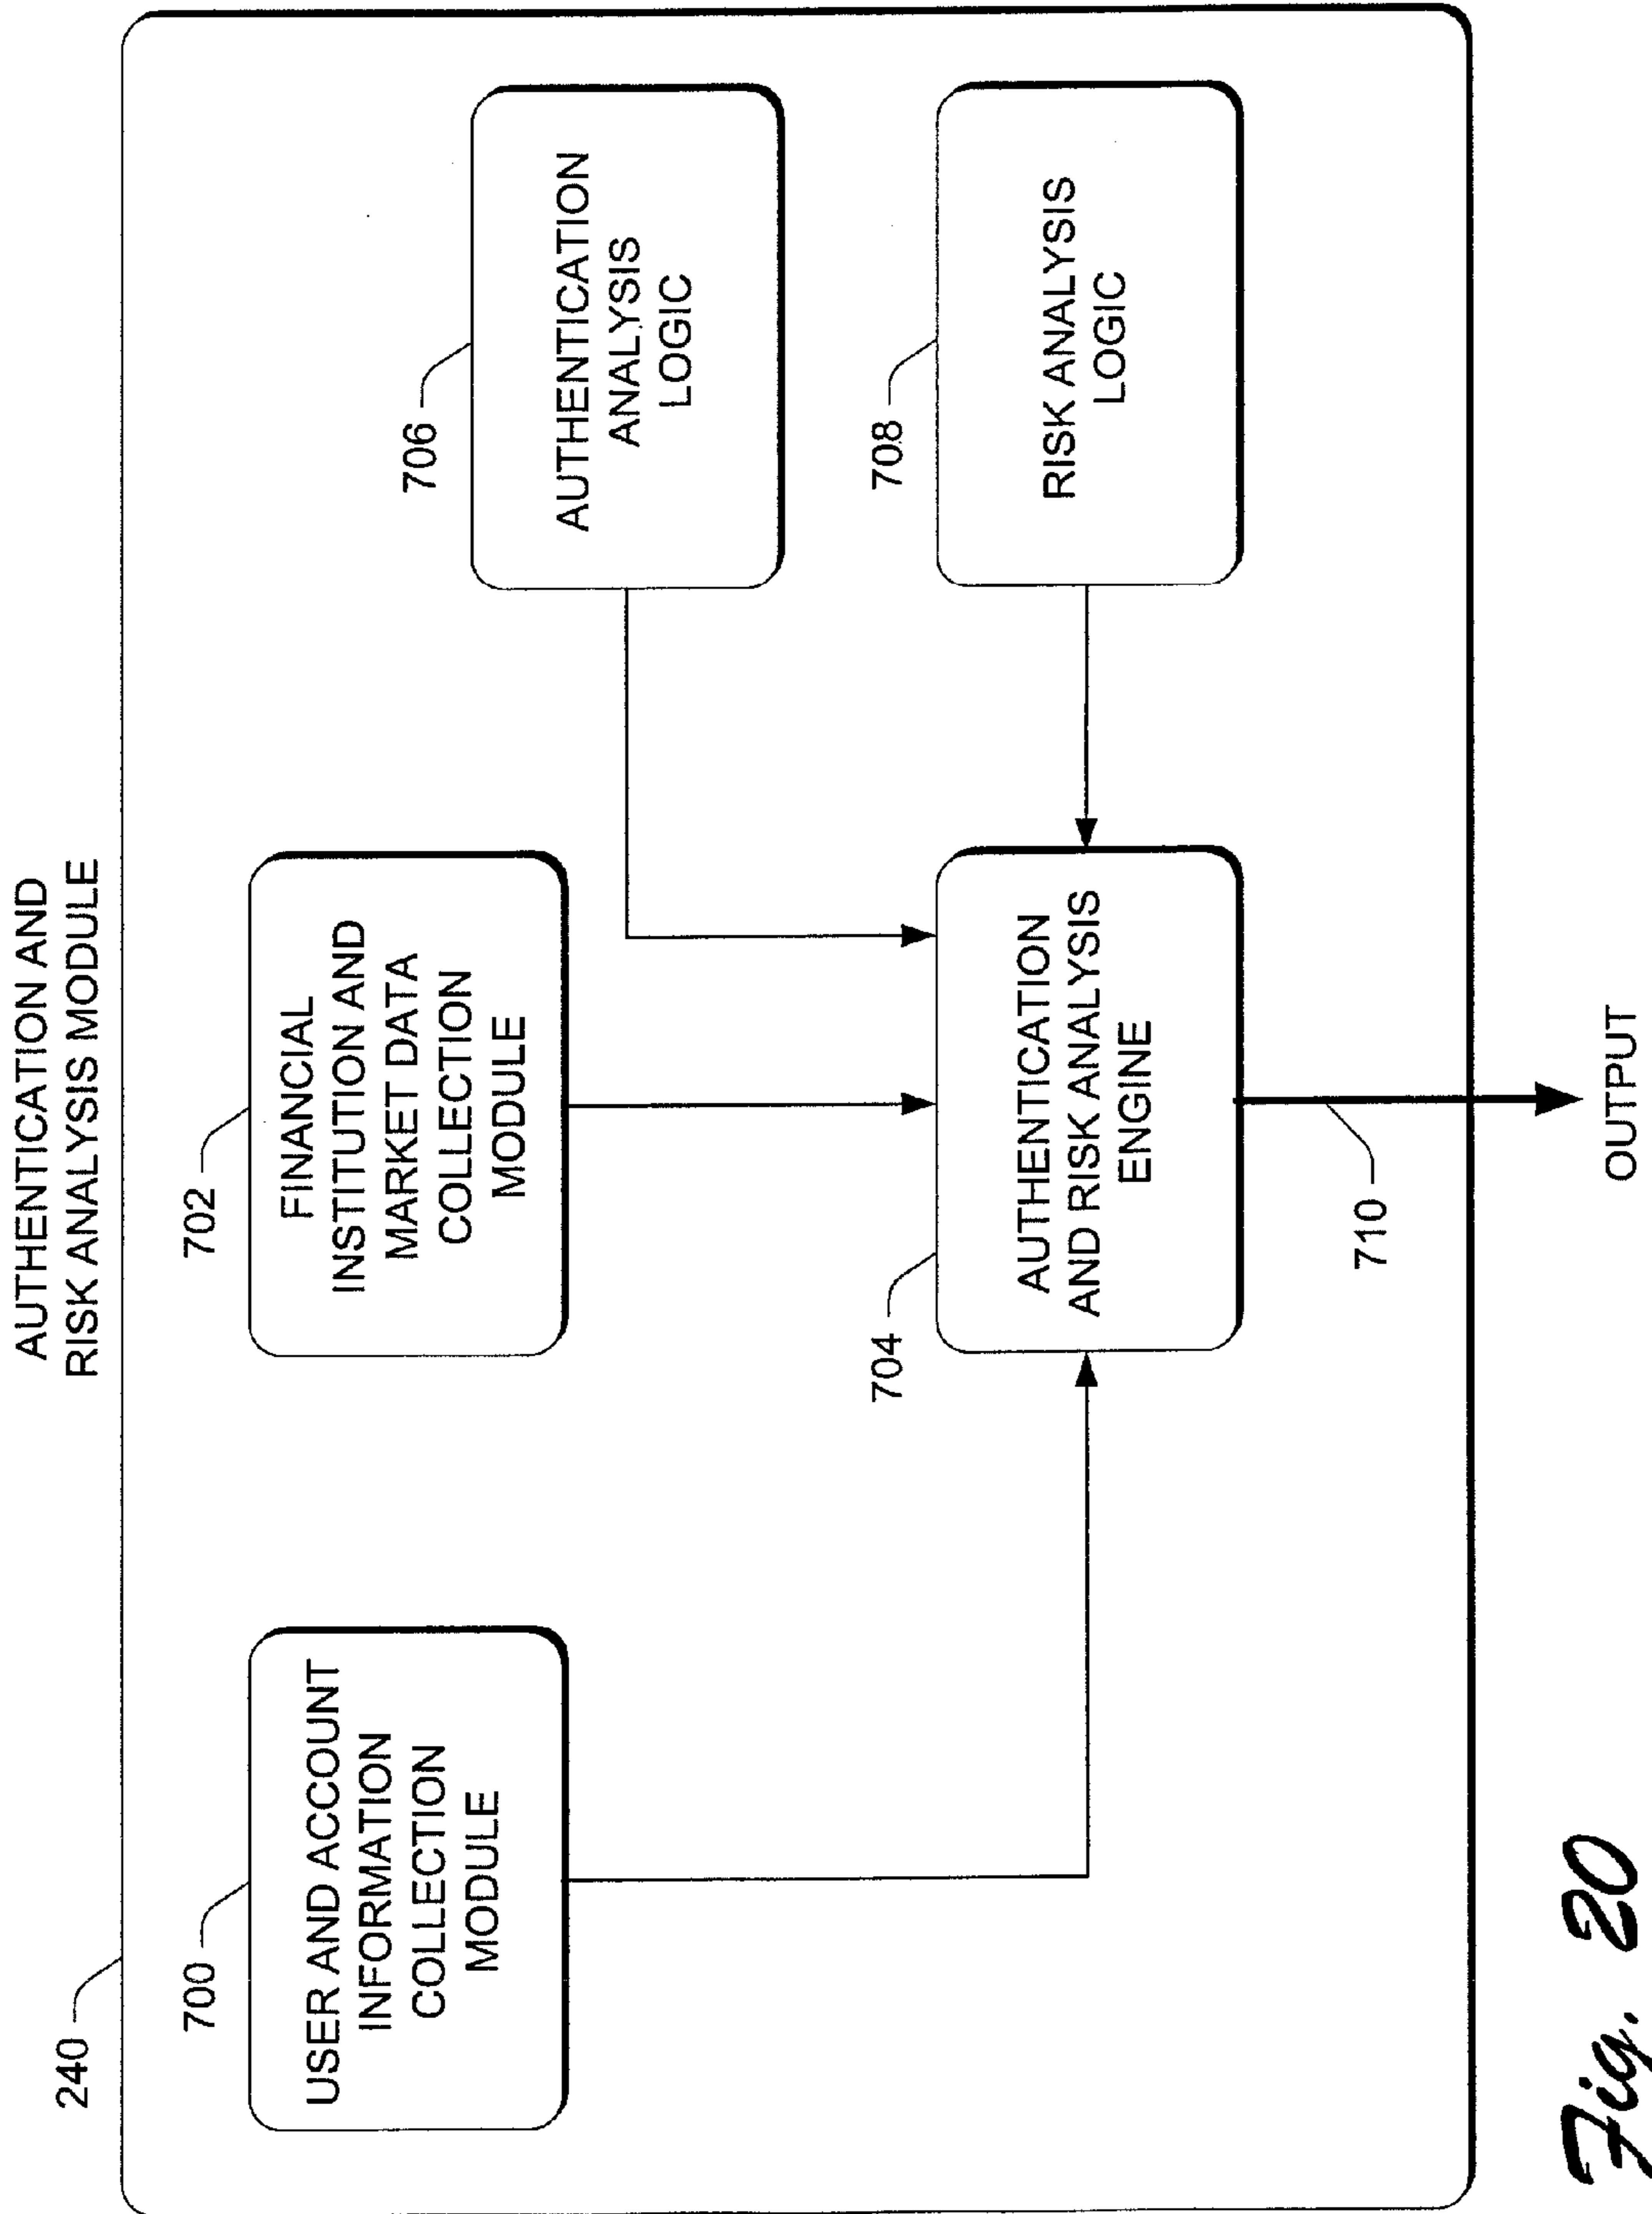 AUTHENTICATION AND
RISK ANALYSIS MODULE
240
700
USER AND ACCOUNT
INFORMATION
COLLECTION
MODULE
702
FINANCIAL
INSTITUTION AND
MARKET DATA
COLLECTION
MODULE
706
AUTHENTICATION
ANALYSIS
LOGIC
704
AUTHENTICATION
AND RISK ANALYSIS
ENGINE
708
RISK ANALYSIS
LOGIC
710
OUTPUT
Fig. 20